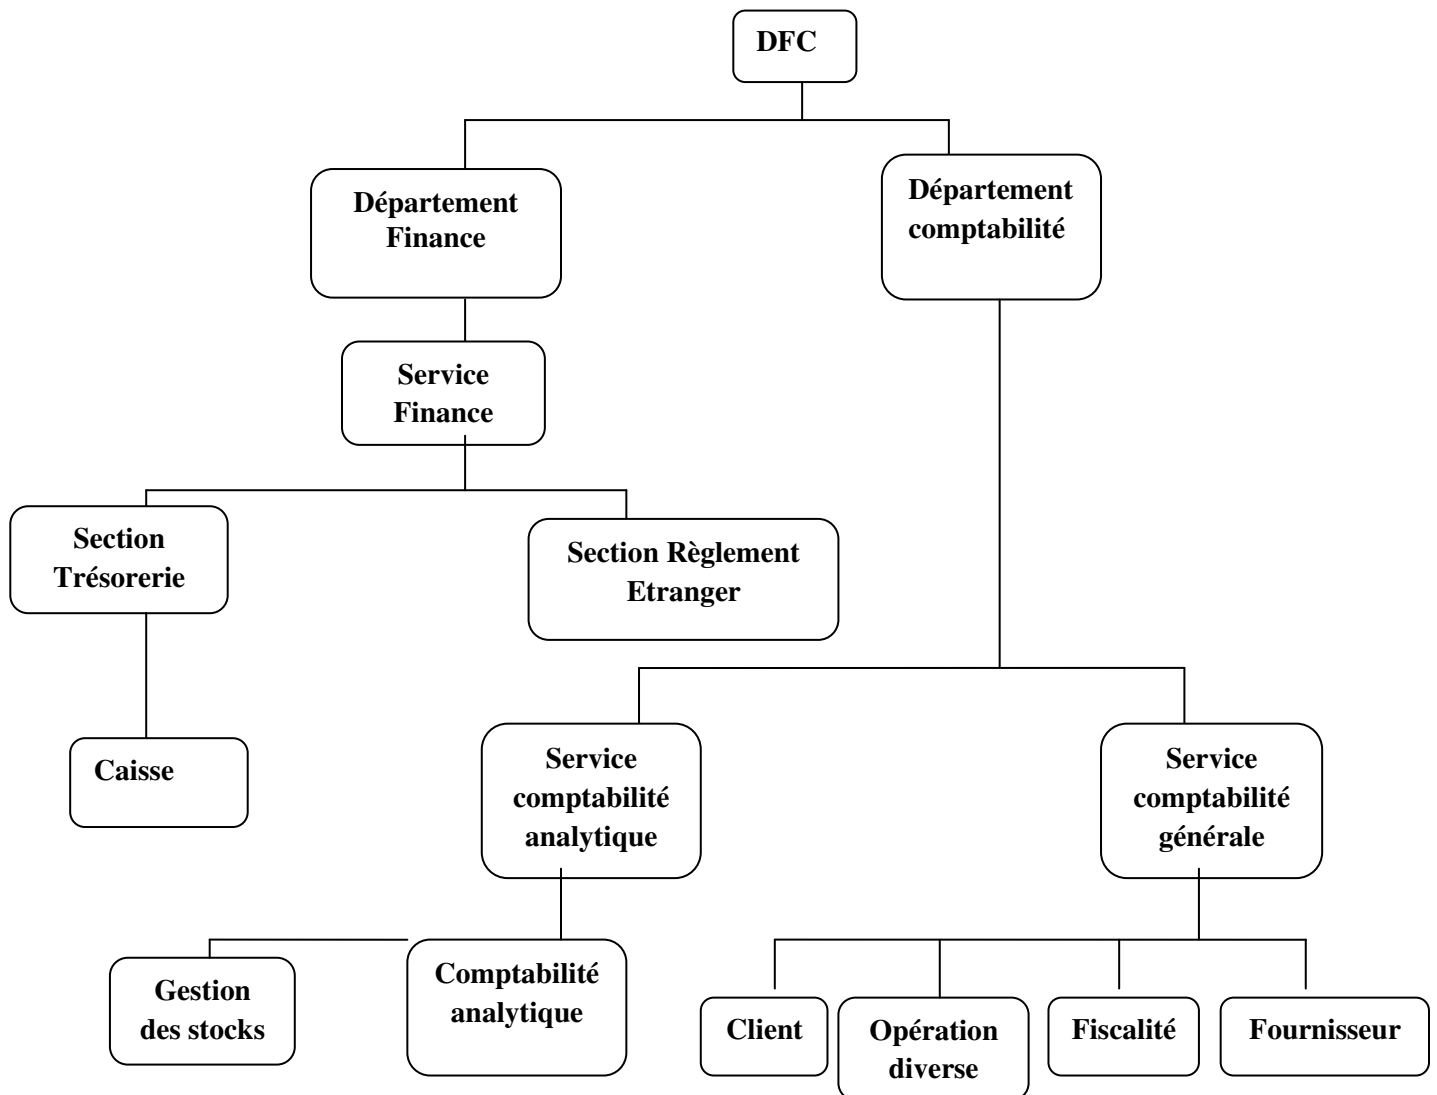 DFC
Département
Finance
Département
comptabilité
Service
Finance
Section
Trésorerie
Section Règlement
Etranger
Caisse
Service
comptabilité
analytique
Service
comptabilité
générale
Gestion
des stocks
Comptabilité
analytique
Client
Opération
diverse
Fiscalité
Fournisseur